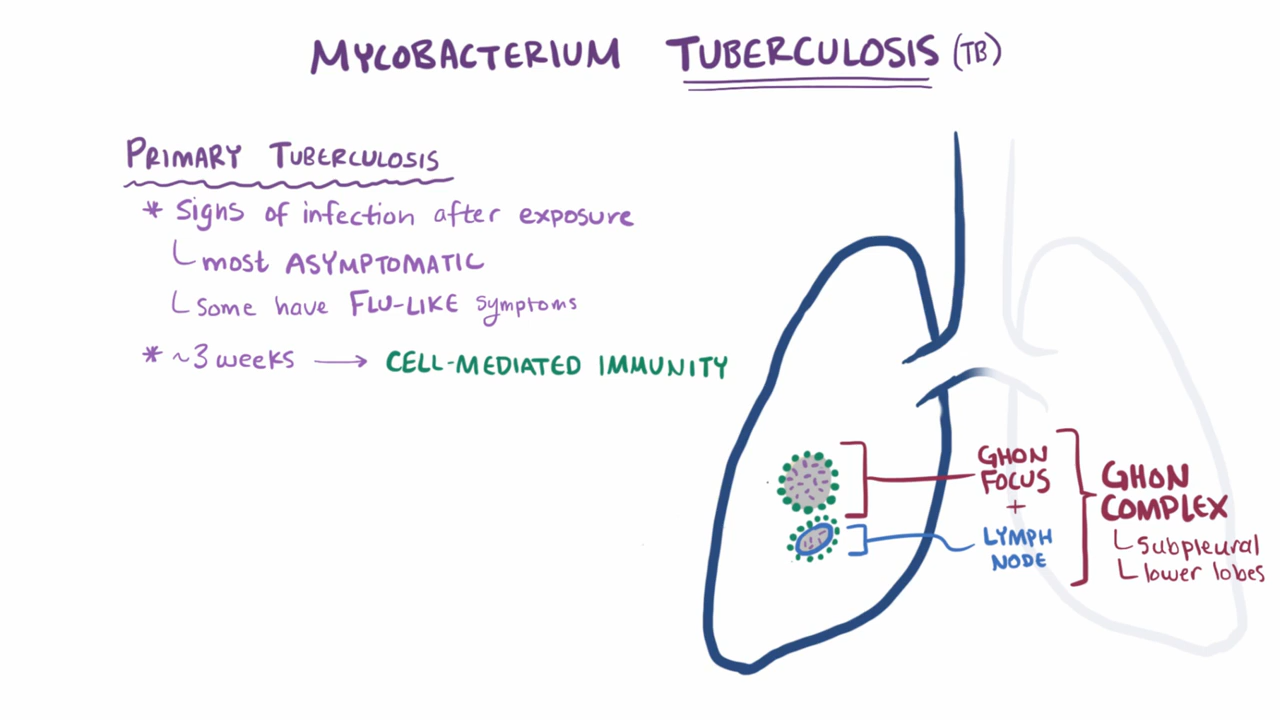 MYCOBACTERIUM TUBERCULOSIS (TB)
PRIMARY TUBERCULOSIS
* Signs of infection after exposure
most ASYMPTOMATIC
Some have FLU-LIKE symptoms
* ~3 weeks → CELL-MEDIATED IMMUNITY
GHON
FOCUS
+
LYMPH
NODE
GHON
COMPLEX
Subpleural
lower lobes